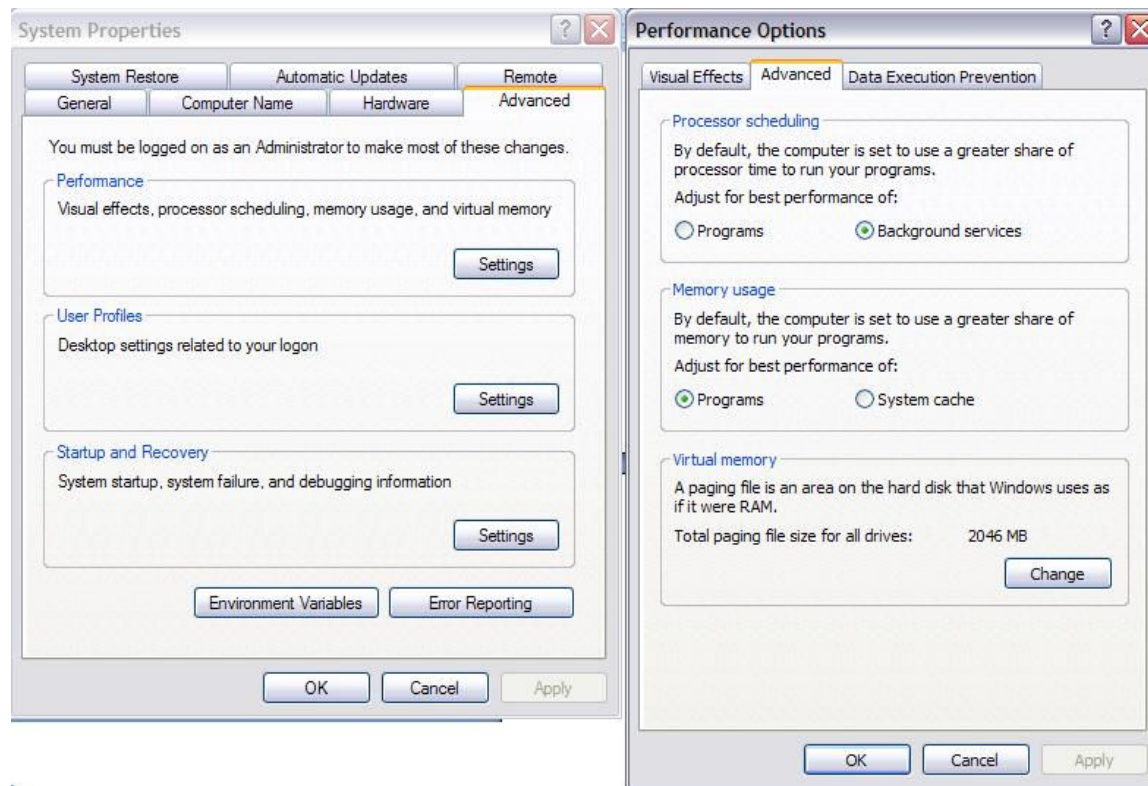 System Properties
System Restore Automatic Updates Remote
General Computer Name Hardware Advanced
You must be logged on as an Administrator to make most of these changes.
Performance
Visual effects, processor scheduling, memory usage, and virtual memory
Settings
User Profiles
Desktop settings related to your logon
Settings
Startup and Recovery
System startup, system failure, and debugging information
Settings
Environment Variables Error Reporting
OK Cancel Apply
Performance Options
Visual Effects Advanced Data Execution Prevention
Processor scheduling
By default, the computer is set to use a greater share of
processor time to run your programs.
Adjust for best performance of:
Programs Background services
Memory usage
By default, the computer is set to use a greater share of
memory to run your programs.
Adjust for best performance of:
Programs System cache
Virtual memory
A paging file is an area on the hard disk that Windows uses as
if it were RAM.
Total paging file size for all drives: 2046 MB
Change
OK Cancel Apply